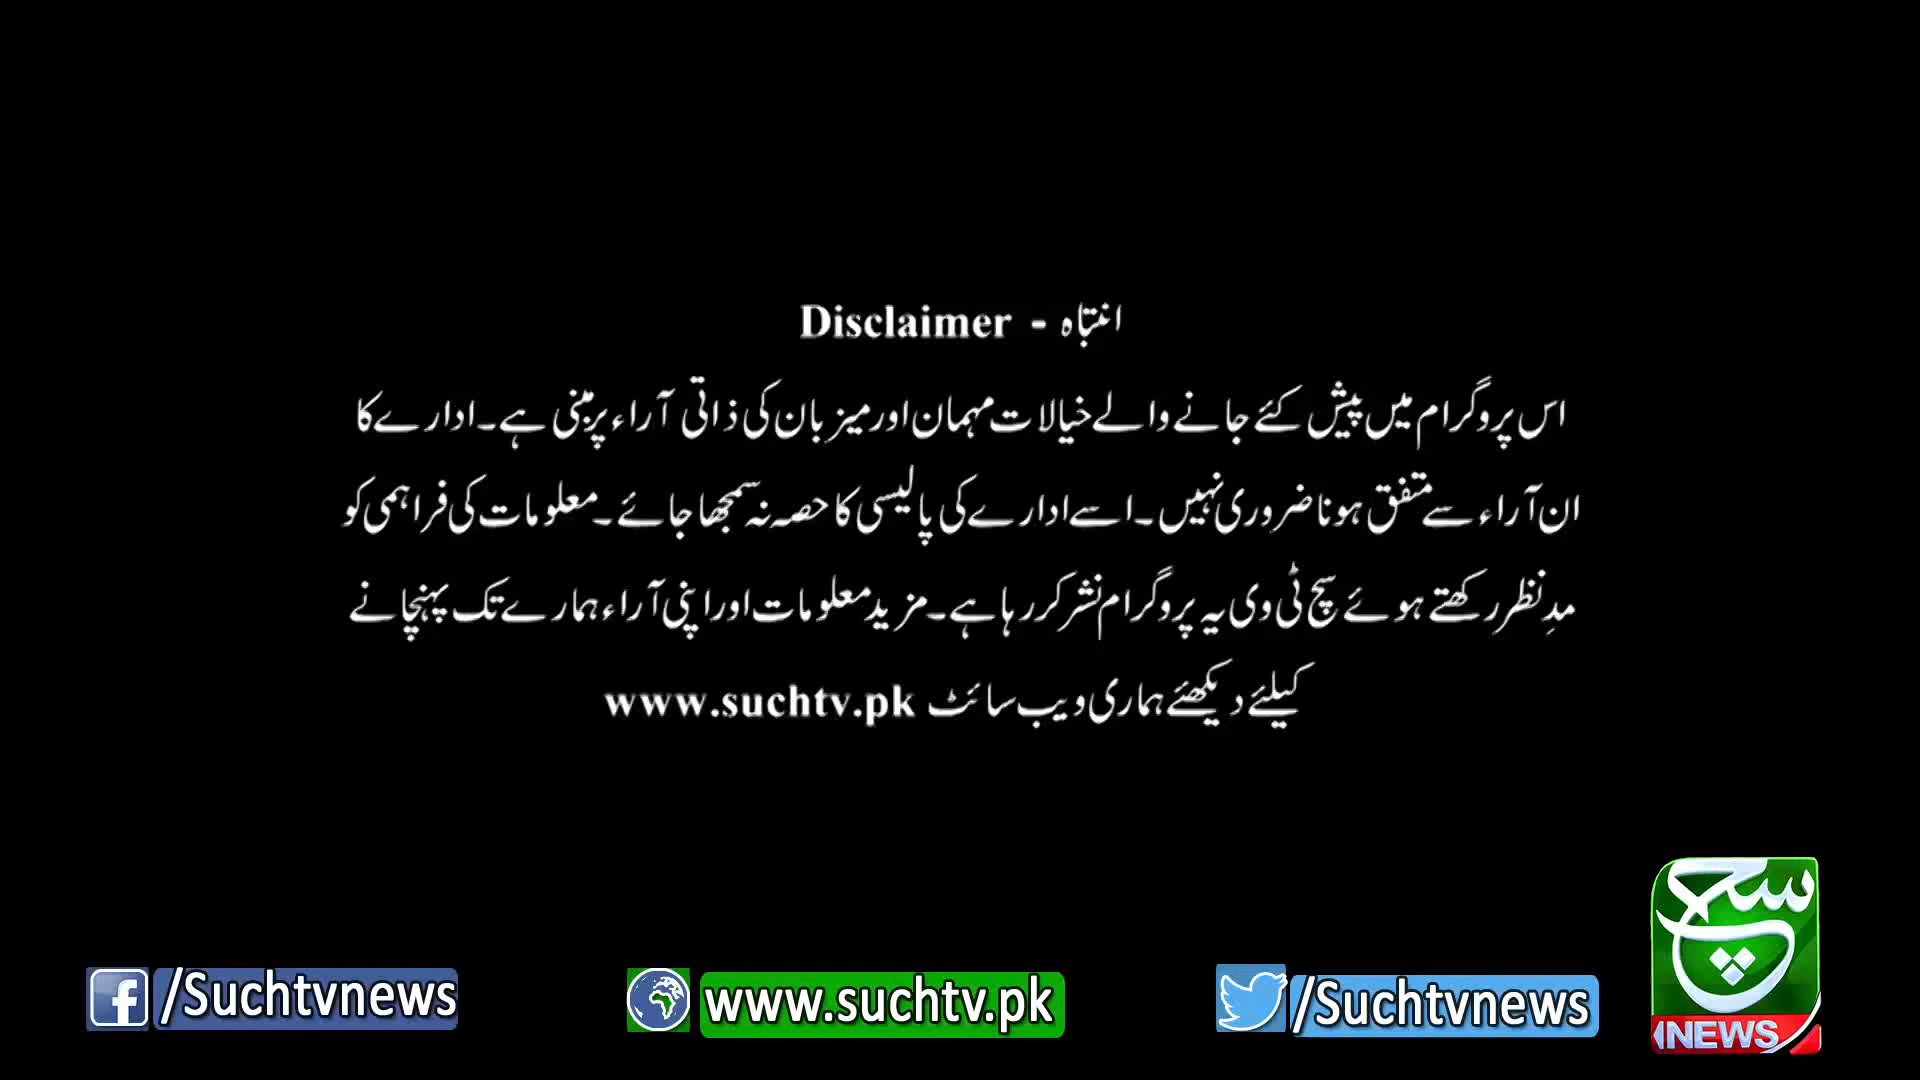 انتباہ - Disclaimer
اس پروگرام میں پیش کئے جانے والے خیالات مہمان اور میزبان کی ذاتی آراء پر مبنی ہے۔ ادارے کا
ان آراء سے متفق ہونا ضروری نہیں۔ اسے ادارے کی پالیسی کا حصہ نہ سمجھا جائے۔ معلومات کی فراہمی کو
مدِنظر رکھتے ہوئے سچ ٹی وی یہ پروگرام نشر کر رہا ہے۔ مزید معلومات اور اپنی آراء ہمارے تک پہنچانے
کیلئے دیکھئے ہماری ویب سائٹ www.suchtv.pk
سچ
NEWS
/Suchtvnews
www.suchtv.pk
/Suchtvnews